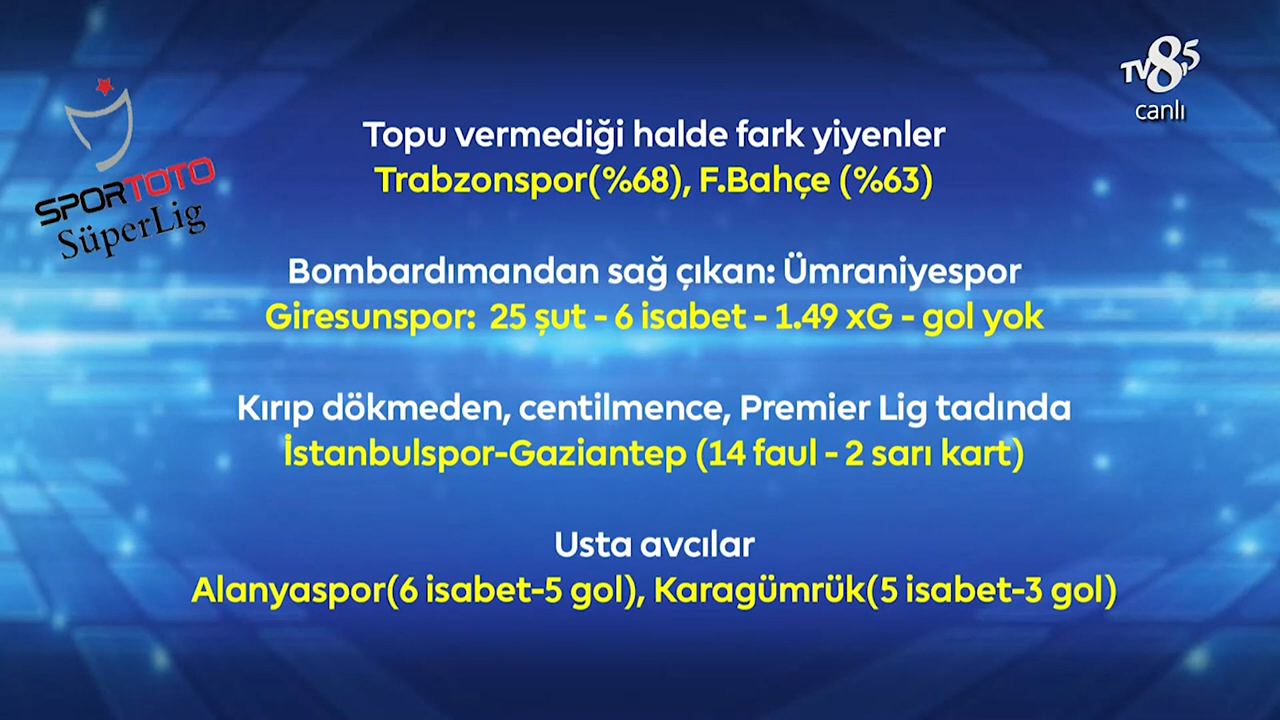 TV8,5
canlı
SPORTOTO
SüperLig
Topu vermediği halde fark yiyenler
Trabzonspor(%68), F.Bahçe (%63)
Bombardımandan sağ çıkan: Ümraniyespor
Giresunspor: 25 şut - 6 isabet - 1.49 xG - gol yok
Kırıp dökmeden, centilmence, Premier Lig tadında
İstanbulspor-Gaziantep (14 faul - 2 sarı kart)
Usta avcılar
Alanyaspor(6 isabet-5 gol), Karagümrük(5 isabet-3 gol)